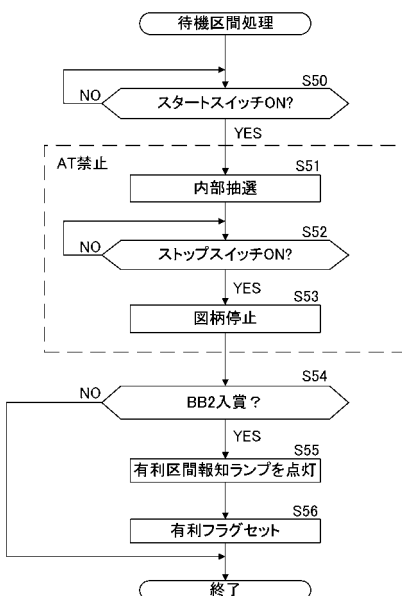 待機区間処理
S50
NO
スタートスイッチON?
YES
AT禁止
S51
内部抽選
S52
NO
ストップスイッチON?
YES
S53
図柄停止
S54
NO
BB2入賞？
YES
S55
有利区間報知ランプを点灯
S56
有利フラグセット
終了